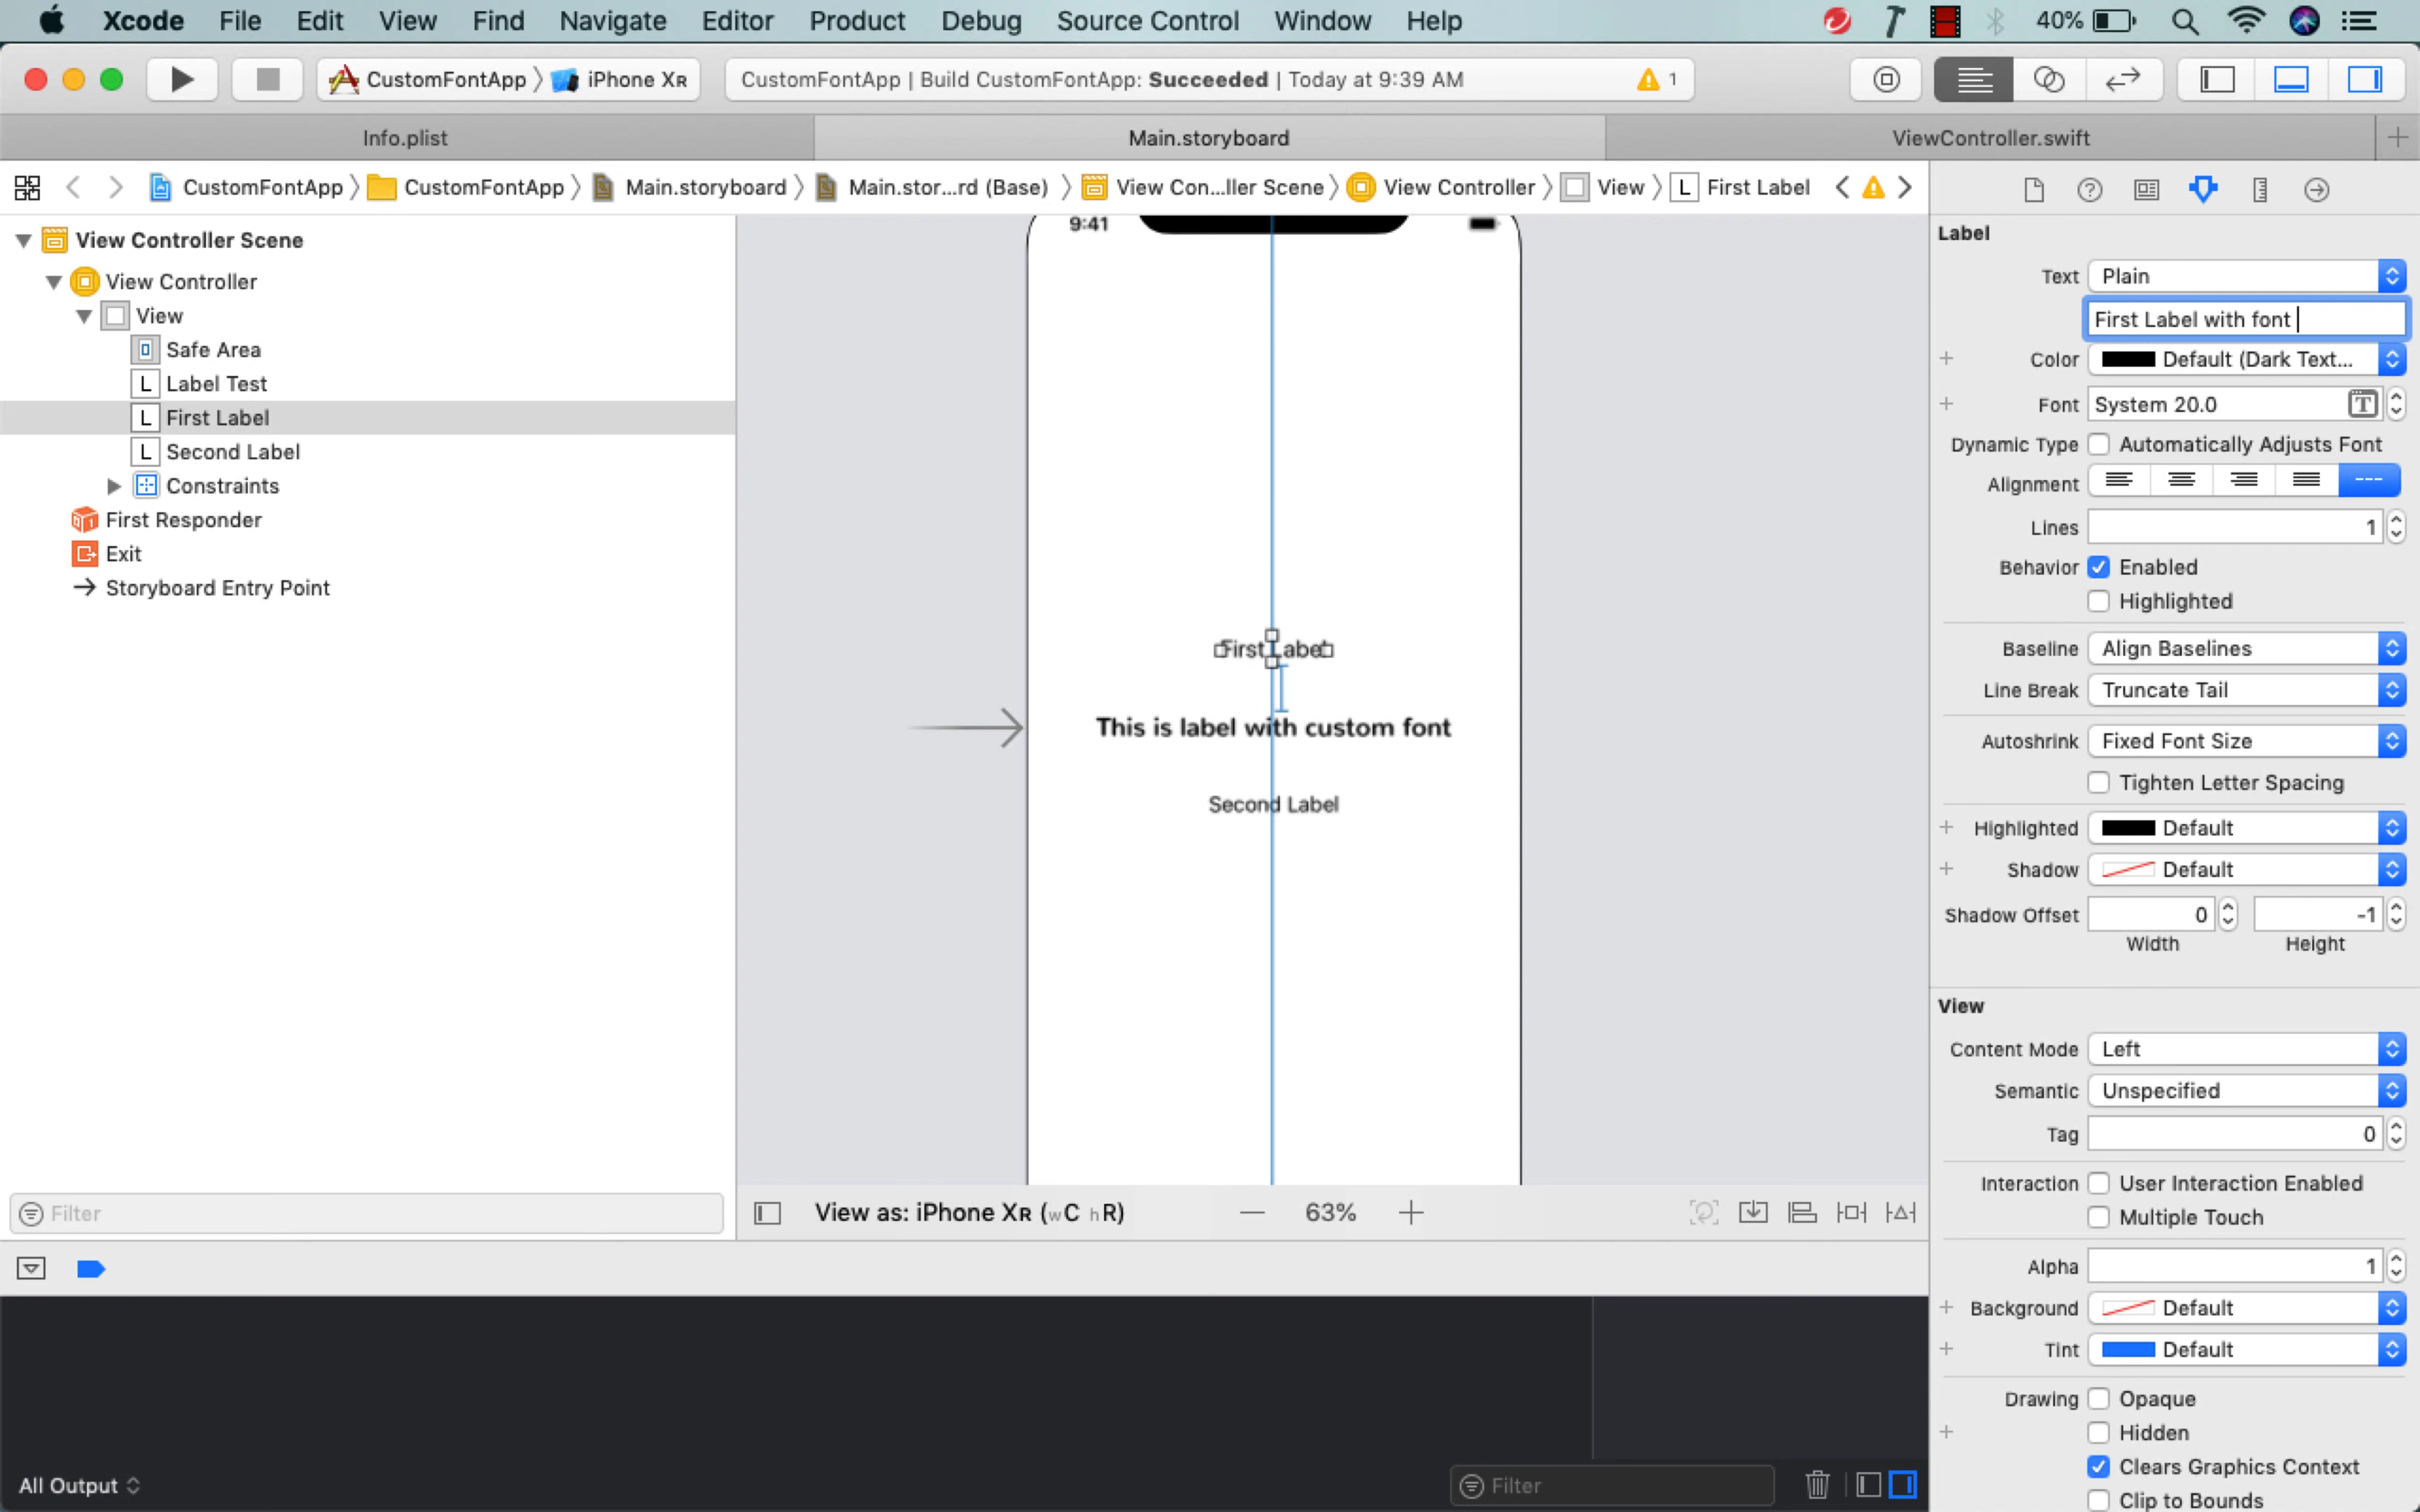 Xcode File Edit View Find Navigate Editor Product Debug Source Control Window Help 40%
CustomFontApp iPhone XR
CustomFontApp | Build CustomFontApp: Succeeded | Today at 9:39 AM 1
Info.plist Main.storyboard ViewController.swift
CustomFontApp CustomFontApp Main.storyboard Main.stor...rd (Base) View Con...ller Scene View Controller View L First Label
View Controller Scene
View Controller
View
Safe Area
L Label Test
L First Label
L Second Label
Constraints
First Responder
Exit
Storyboard Entry Point
Filter
9:41
First Label
This is label with custom font
Second Label
View as: iPhone XR (wC hR) 63%
Label
Text Plain
First Label with font
Color Default (Dark Text...
Font System 20.0 T
Dynamic Type Automatically Adjusts Font
Alignment
Lines 1
Behavior Enabled
Highlighted
Baseline Align Baselines
Line Break Truncate Tail
Autoshrink Fixed Font Size
Tighten Letter Spacing
Highlighted Default
Shadow Default
Shadow Offset 0 -1
Width Height
View
Content Mode Left
Semantic Unspecified
Tag 0
Interaction User Interaction Enabled
Multiple Touch
Alpha 1
Background Default
Tint Default
Drawing Opaque
Hidden
Clears Graphics Context
Clip to Bounds
All Output
Filter